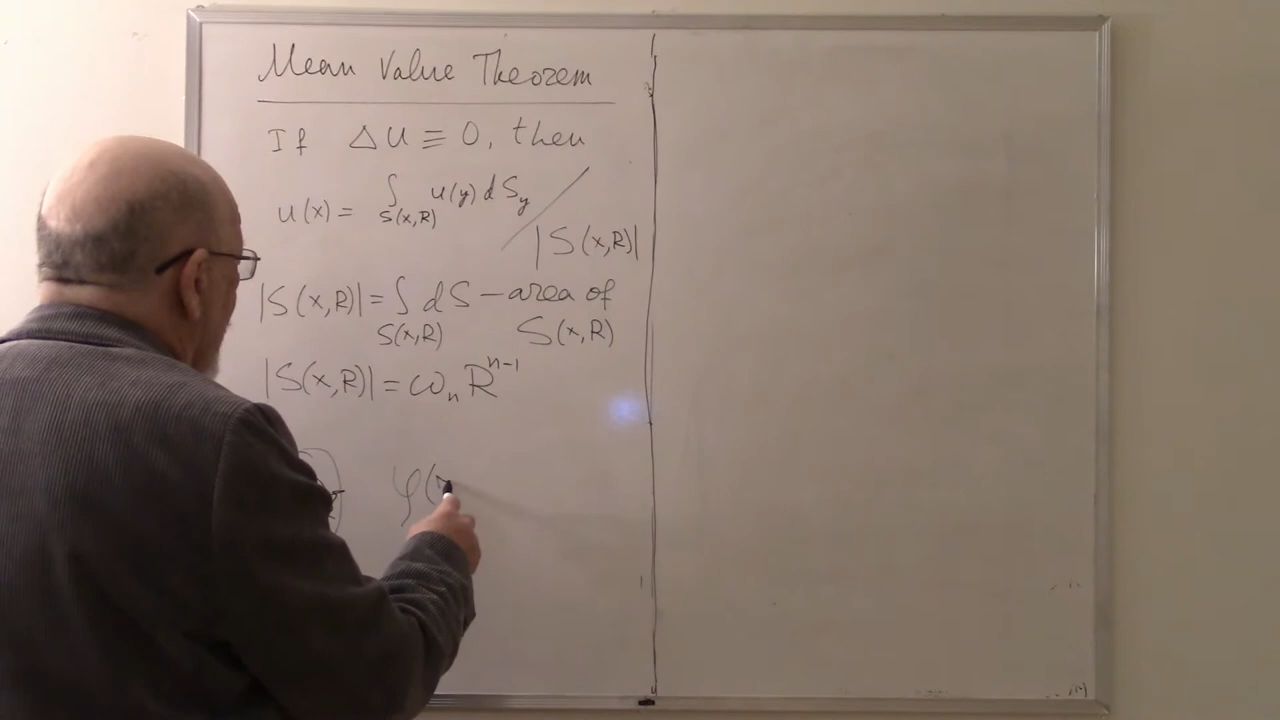 Mean Value Theorem
If Δu ≡ 0, then
u(x) = ∫_{S(x,R)} u(y) dS_y / |S(x,R)|
|S(x,R)| = ∫_{S(x,R)} dS – area of S(x,R)
|S(x,R)| = ω_n R^{n-1}
φ(